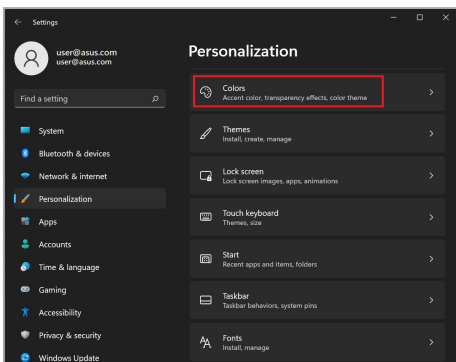 Settings
user@asus.com
user@asus.com
Find a setting
System
Bluetooth & devices
Network & internet
Personalization
Apps
Accounts
Time & language
Gaming
Accessibility
Privacy & security
Windows Update
Personalization
Colors
Accent color, transparency effects, color theme
Themes
Install, create, manage
Lock screen
Lock screen images, apps, animations
Touch keyboard
Themes, size
Start
Recent apps and items, folders
Taskbar
Taskbar behaviors, system pins
Fonts
Install, manage